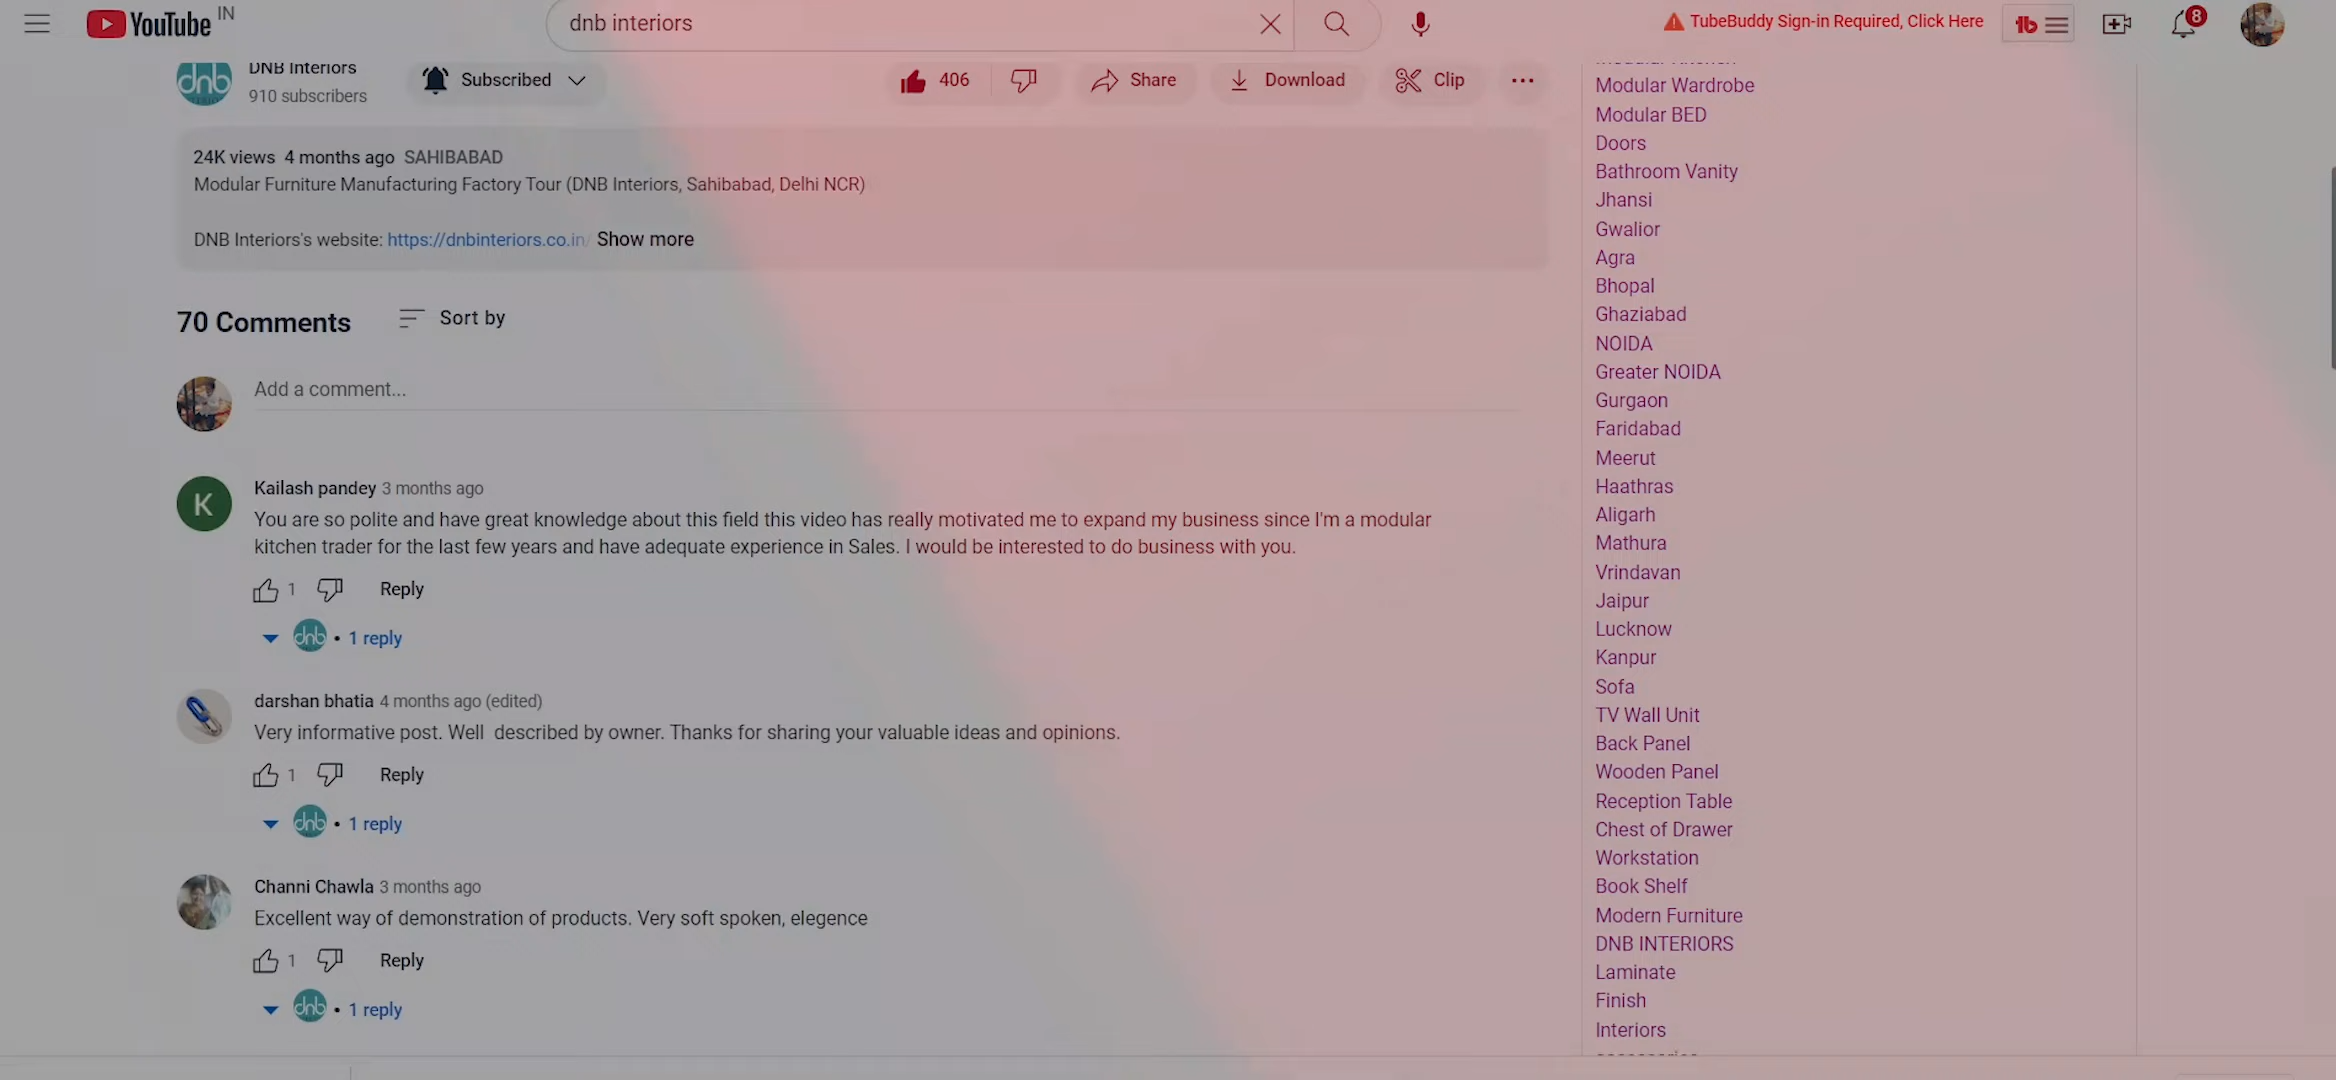 YouTube IN
dnb interiors
TubeBuddy Sign-in Required, Click Here
8
dnb
DNB Interiors
910 subscribers
Subscribed
406
Share
Download
Clip
24K views 4 months ago SAHIBABAD
Modular Furniture Manufacturing Factory Tour (DNB Interiors, Sahibabad, Delhi NCR)
DNB Interiors's website: https://dnbinteriors.co.in/ Show more
70 Comments
Sort by
Add a comment...
K
Kailash pandey 3 months ago
You are so polite and have great knowledge about this field this video has really motivated me to expand my business since I'm a modular
kitchen trader for the last few years and have adequate experience in Sales. I would be interested to do business with you.
1
Reply
dnb • 1 reply
darshan bhatia 4 months ago (edited)
Very informative post. Well described by owner. Thanks for sharing your valuable ideas and opinions.
1
Reply
dnb • 1 reply
Channi Chawla 3 months ago
Excellent way of demonstration of products. Very soft spoken, elegence
1
Reply
dnb • 1 reply
Modular Wardrobe
Modular BED
Doors
Bathroom Vanity
Jhansi
Gwalior
Agra
Bhopal
Ghaziabad
NOIDA
Greater NOIDA
Gurgaon
Faridabad
Meerut
Haathras
Aligarh
Mathura
Vrindavan
Jaipur
Lucknow
Kanpur
Sofa
TV Wall Unit
Back Panel
Wooden Panel
Reception Table
Chest of Drawer
Workstation
Book Shelf
Modern Furniture
DNB INTERIORS
Laminate
Finish
Interiors